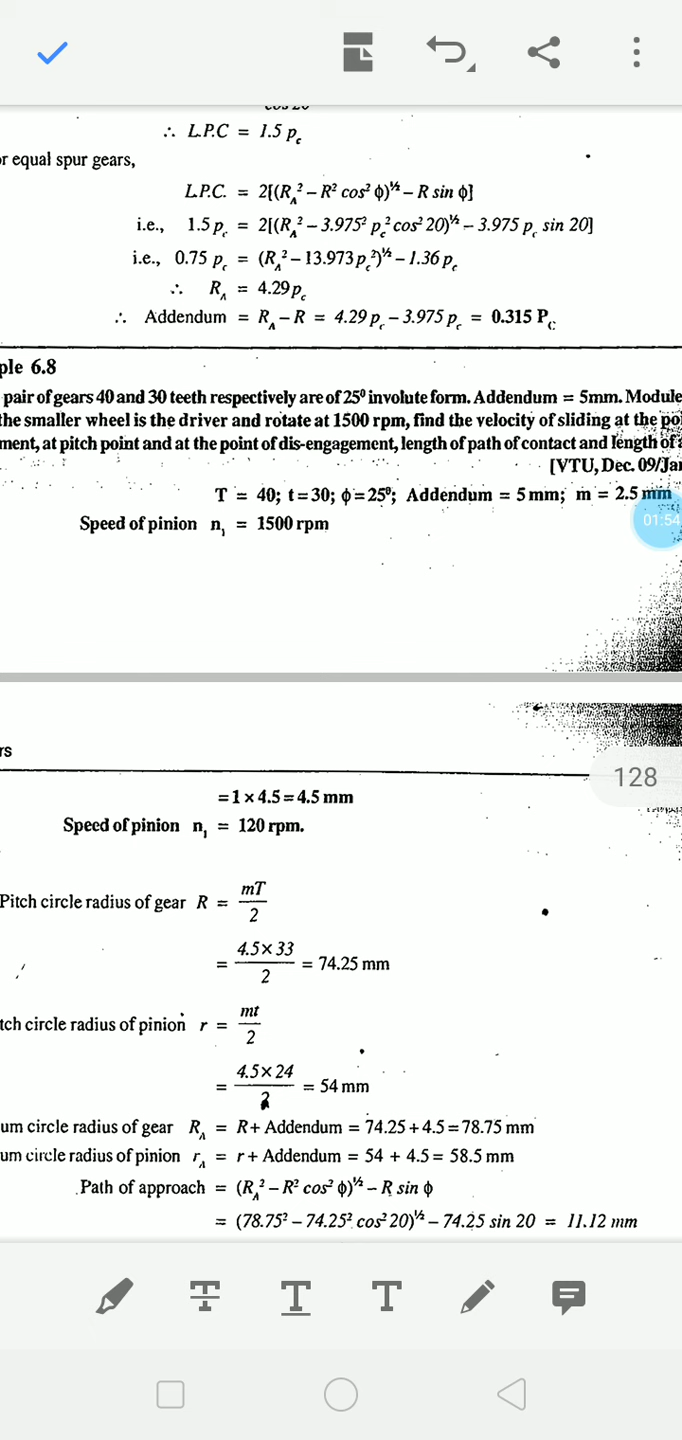 ∴ L.P.C = 1.5 p_c
r equal spur gears,
L.P.C. = 2[(R_A² – R² cos² ϕ)^½ – R sin ϕ]
i.e., 1.5 p_c = 2[(R_A² – 3.975² p_c² cos² 20)^½ – 3.975 p_c sin 20]
i.e., 0.75 p_c = (R_A² – 13.973 p_c²)^½ – 1.36 p_c
∴ R_A = 4.29 p_c
∴ Addendum = R_A – R = 4.29 p_c – 3.975 p_c = 0.315 P_C
ple 6.8
pair of gears 40 and 30 teeth respectively are of 25⁰ involute form. Addendum = 5mm. Module
the smaller wheel is the driver and rotate at 1500 rpm, find the velocity of sliding at the poi
ment, at pitch point and at the point of dis-engagement, length of path of contact and length of a
[VTU, Dec. 09/Jan
T = 40; t = 30; ϕ = 25⁰; Addendum = 5 mm; m = 2.5 mm
01:54
Speed of pinion n_1 = 1500 rpm
rs
128
= 1 × 4.5 = 4.5 mm
Speed of pinion n_1 = 120 rpm.
Pitch circle radius of gear R = mT/2
= 4.5 × 33/2 = 74.25 mm
tch circle radius of pinion r = mt/2
= 4.5 × 24/2 = 54 mm
um circle radius of gear R_A = R + Addendum = 74.25 + 4.5 = 78.75 mm
um circle radius of pinion r_A = r + Addendum = 54 + 4.5 = 58.5 mm
Path of approach = (R_A² – R² cos² ϕ)^½ – R sin ϕ
= (78.75² – 74.25² cos² 20)^½ – 74.25 sin 20 = 11.12 mm